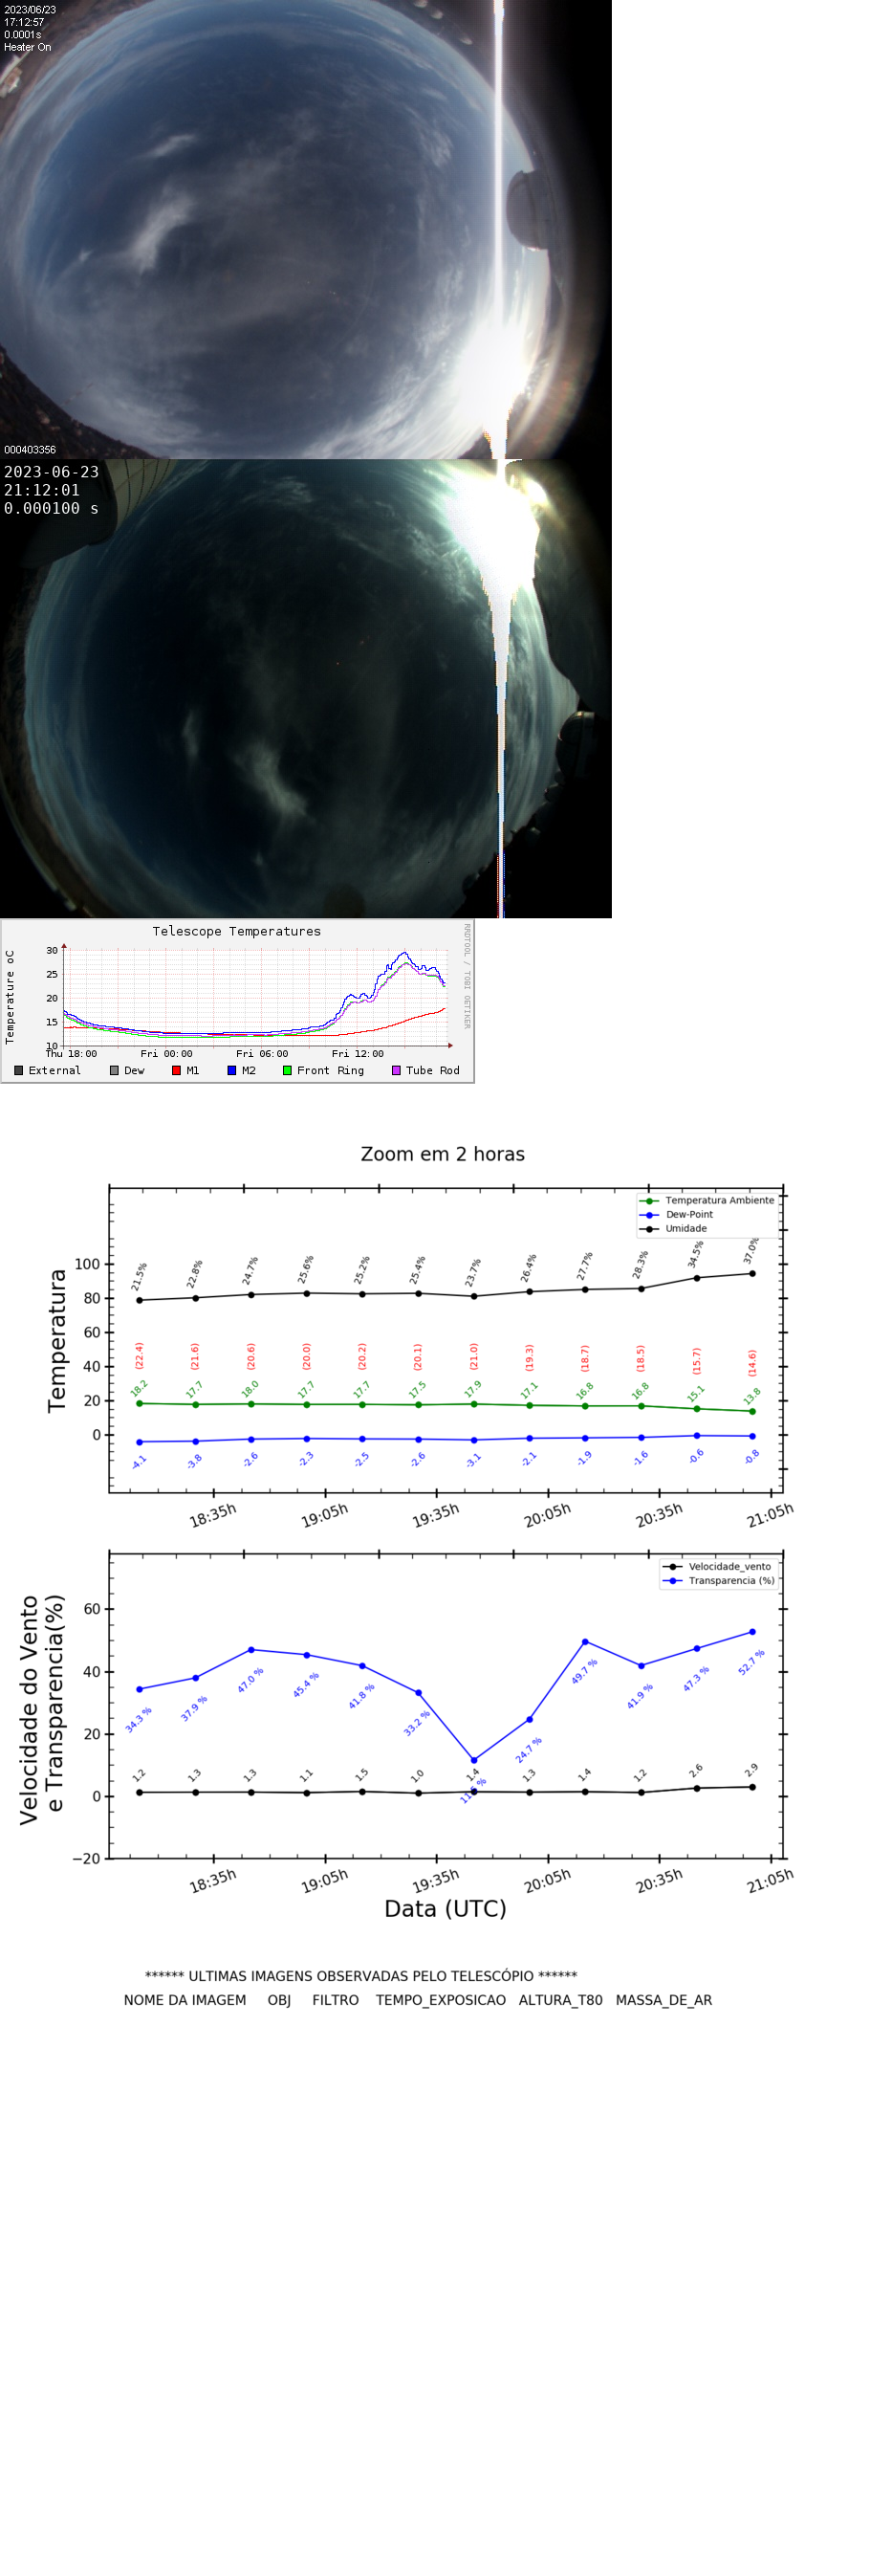 2023/06/23
17:12:57
0.0001s
Heater On
000403356
2023-06-23
21:12:01
0.000100 s
Telescope Temperatures
RRDTOOL / TOBI OETIKER
Temperature oC
30
25
20
15
10
Thu 18:00 Fri 00:00 Fri 06:00 Fri 12:00
External Dew M1 M2 Front Ring Tube Rod
Zoom em 2 horas
Temperatura Ambiente
Dew-Point
Umidade
Temperatura
100
80
60
40
20
0
21.5% 22.8% 24.7% 25.6% 25.2% 25.4% 23.7% 26.4% 27.7% 28.3% 34.5% 37.0%
(22.4) (21.6) (20.6) (20.0) (20.2) (20.1) (21.0) (19.3) (18.7) (18.5) (15.7) (14.6)
18.2 17.7 18.0 17.7 17.7 17.5 17.9 17.1 16.8 16.8 15.1 13.8
-4.1 -3.8 -2.6 -2.3 -2.5 -2.6 -3.1 -2.1 -1.9 -1.6 -0.6 -0.8
18:35h 19:05h 19:35h 20:05h 20:35h 21:05h
Velocidade_vento
Transparencia (%)
Velocidade do Vento
e Transparencia(%)
60
40
20
0
−20
34.3 % 37.9 % 47.0 % 45.4 % 41.8 % 33.2 % 24.7 % 49.7 % 41.9 % 47.3 % 52.7 %
1.2 1.3 1.3 1.1 1.5 1.0 1.4 1.3 1.4 1.2 2.6 2.9
18:35h 19:05h 19:35h 20:05h 20:35h 21:05h
Data (UTC)
****** ULTIMAS IMAGENS OBSERVADAS PELO TELESCÓPIO ******
NOME DA IMAGEM OBJ FILTRO TEMPO_EXPOSICAO ALTURA_T80 MASSA_DE_AR